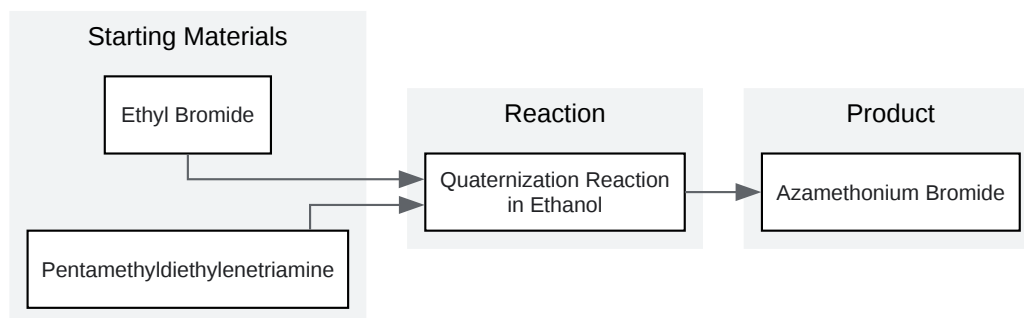 Starting Materials
Ethyl Bromide
Pentamethyldiethylenetriamine
Reaction
Quaternization Reaction
in Ethanol
Product
Azamethonium Bromide